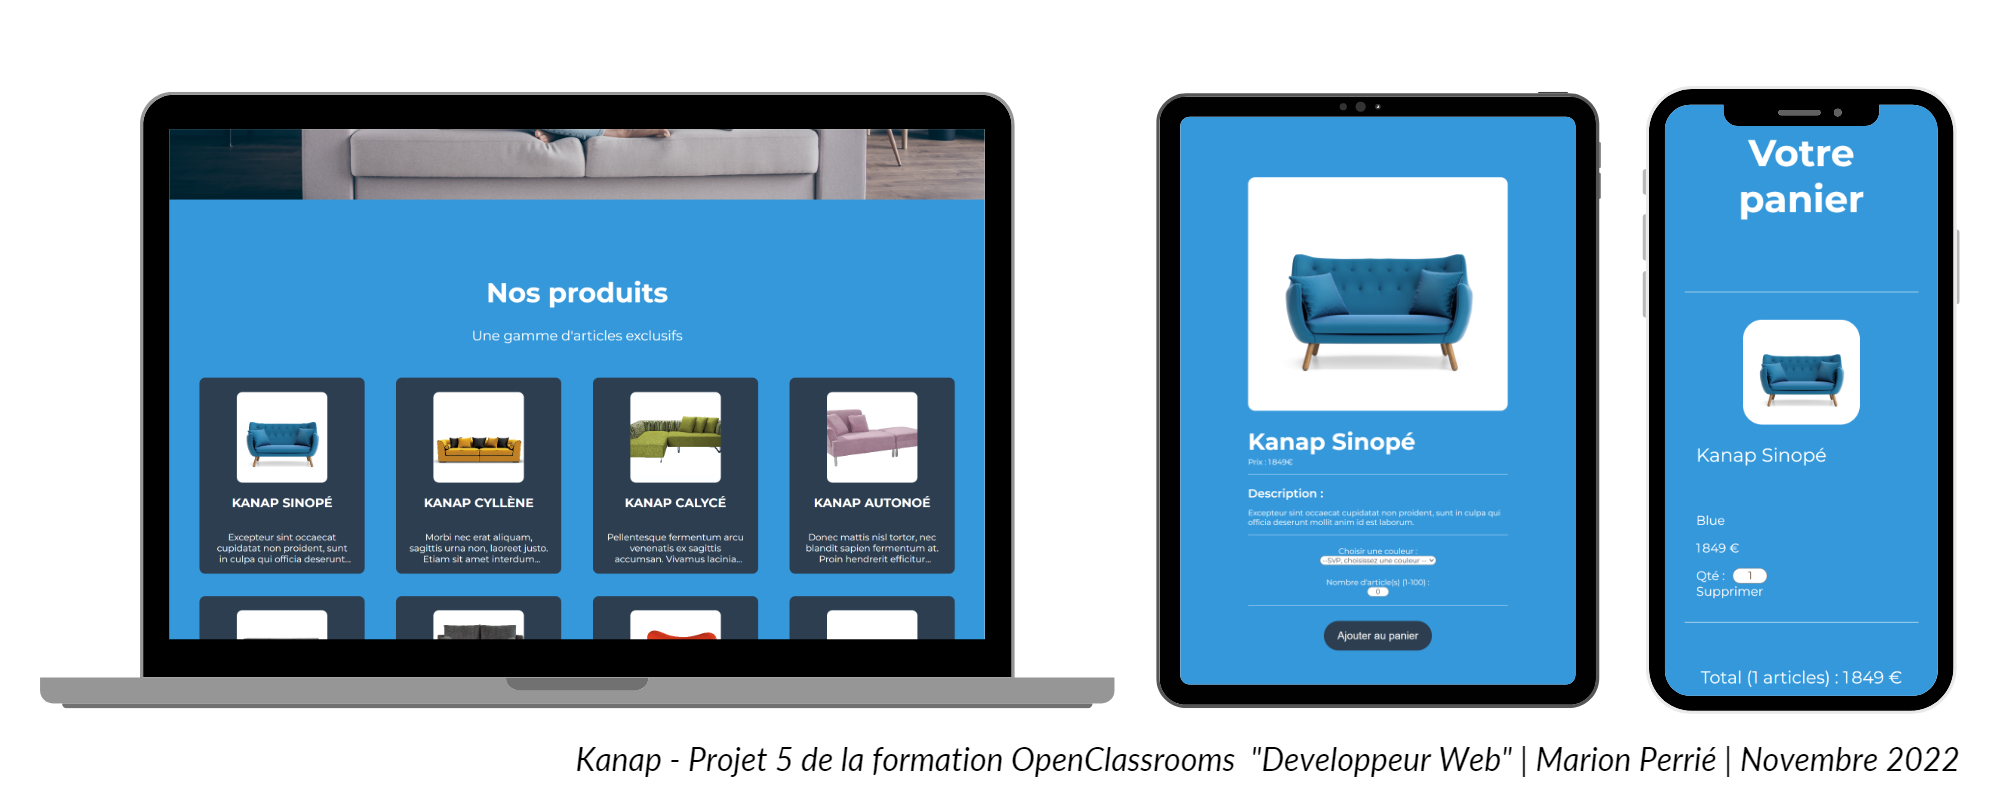 Nos produits
Une gamme d'articles exclusifs
KANAP SINOPÉ
Excepteur sint occaecat
cupidatat non proident, sunt
in culpa qui officia deserunt...
KANAP CYLLÈNE
Morbi nec erat aliquam,
sagittis urna non, laoreet justo.
Etiam sit amet interdum...
KANAP CALYCÉ
Pellentesque fermentum arcu
venenatis ex sagittis
accumsan. Vivamus lacinia...
KANAP AUTONOÉ
Donec mattis nisl tortor, nec
blandit sapien fermentum at.
Proin hendrerit efficitur...
Kanap Sinopé
Prix : 1849€
Description :
Excepteur sint occaecat cupidatat non proident, sunt in culpa qui
officia deserunt mollit anim id est laborum.
Choisir une couleur :
--SVP, choisissez une couleur --
Nombre d'article(s) (1-100) :
0
Ajouter au panier
Votre
panier
Kanap Sinopé
Blue
1849 €
Qté : 1
Supprimer
Total (1 articles) : 1849 €
Kanap - Projet 5 de la formation OpenClassrooms "Developpeur Web" | Marion Perrié | Novembre 2022